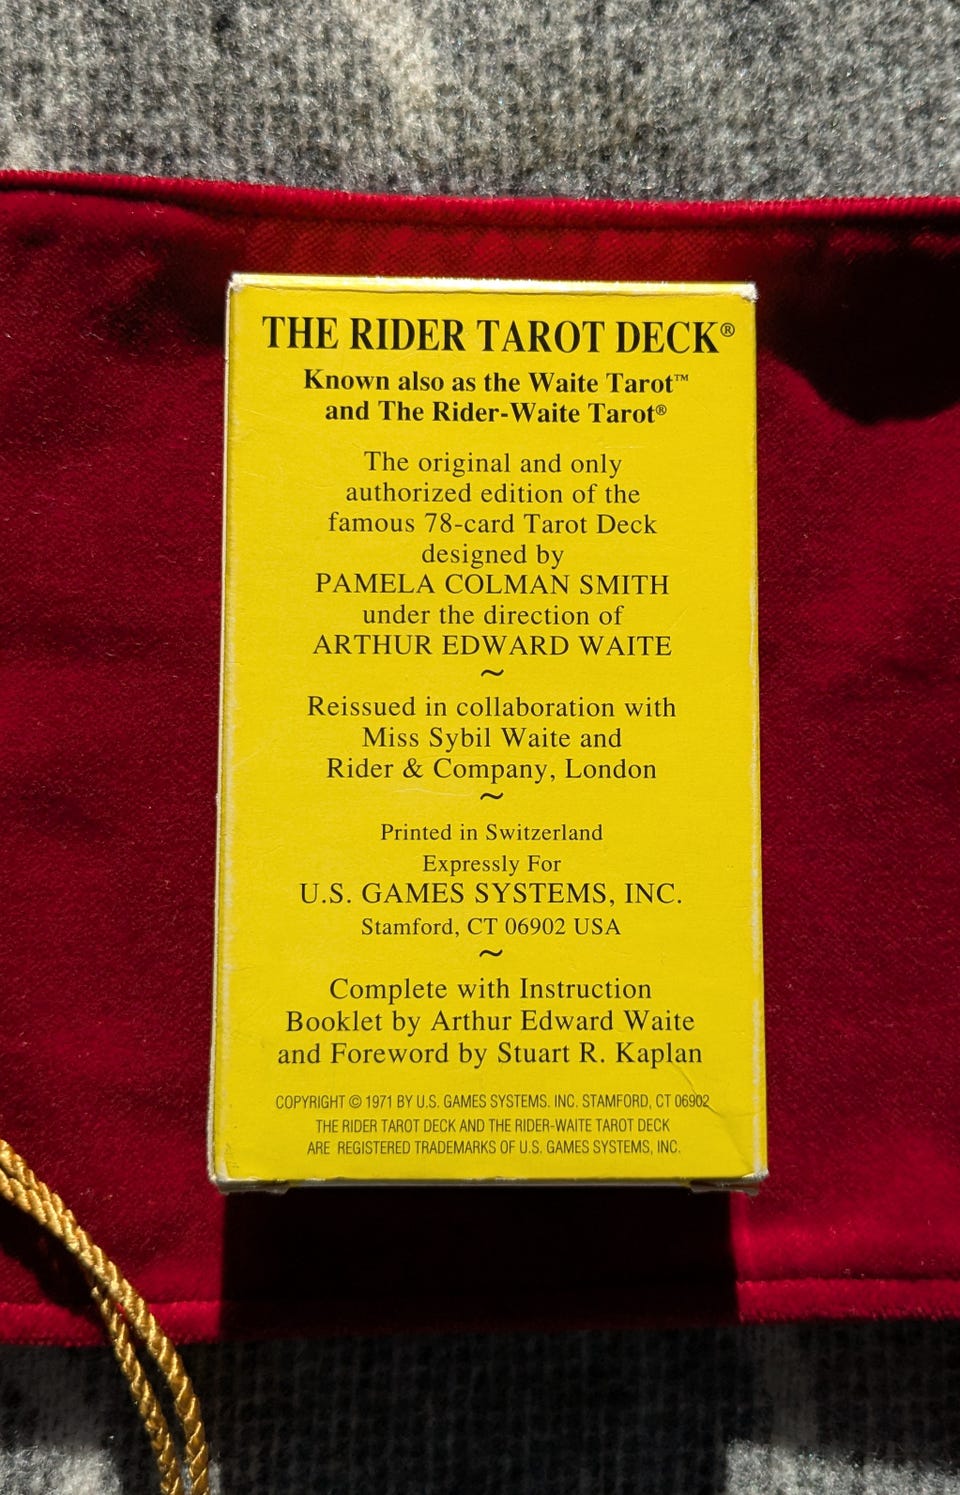 THE RIDER TAROT DECK®
Known also as the Waite Tarot™
and The Rider-Waite Tarot®
The original and only
authorized edition of the
famous 78-card Tarot Deck
designed by
PAMELA COLMAN SMITH
under the direction of
ARTHUR EDWARD WAITE
~
Reissued in collaboration with
Miss Sybil Waite and
Rider & Company, London
~
Printed in Switzerland
Expressly For
U.S. GAMES SYSTEMS, INC.
Stamford, CT 06902 USA
~
Complete with Instruction
Booklet by Arthur Edward Waite
and Foreword by Stuart R. Kaplan
COPYRIGHT © 1971 BY U.S. GAMES SYSTEMS. INC. STAMFORD, CT 06902
THE RIDER TAROT DECK AND THE RIDER-WAITE TAROT DECK
ARE REGISTERED TRADEMARKS OF U.S. GAMES SYSTEMS, INC.